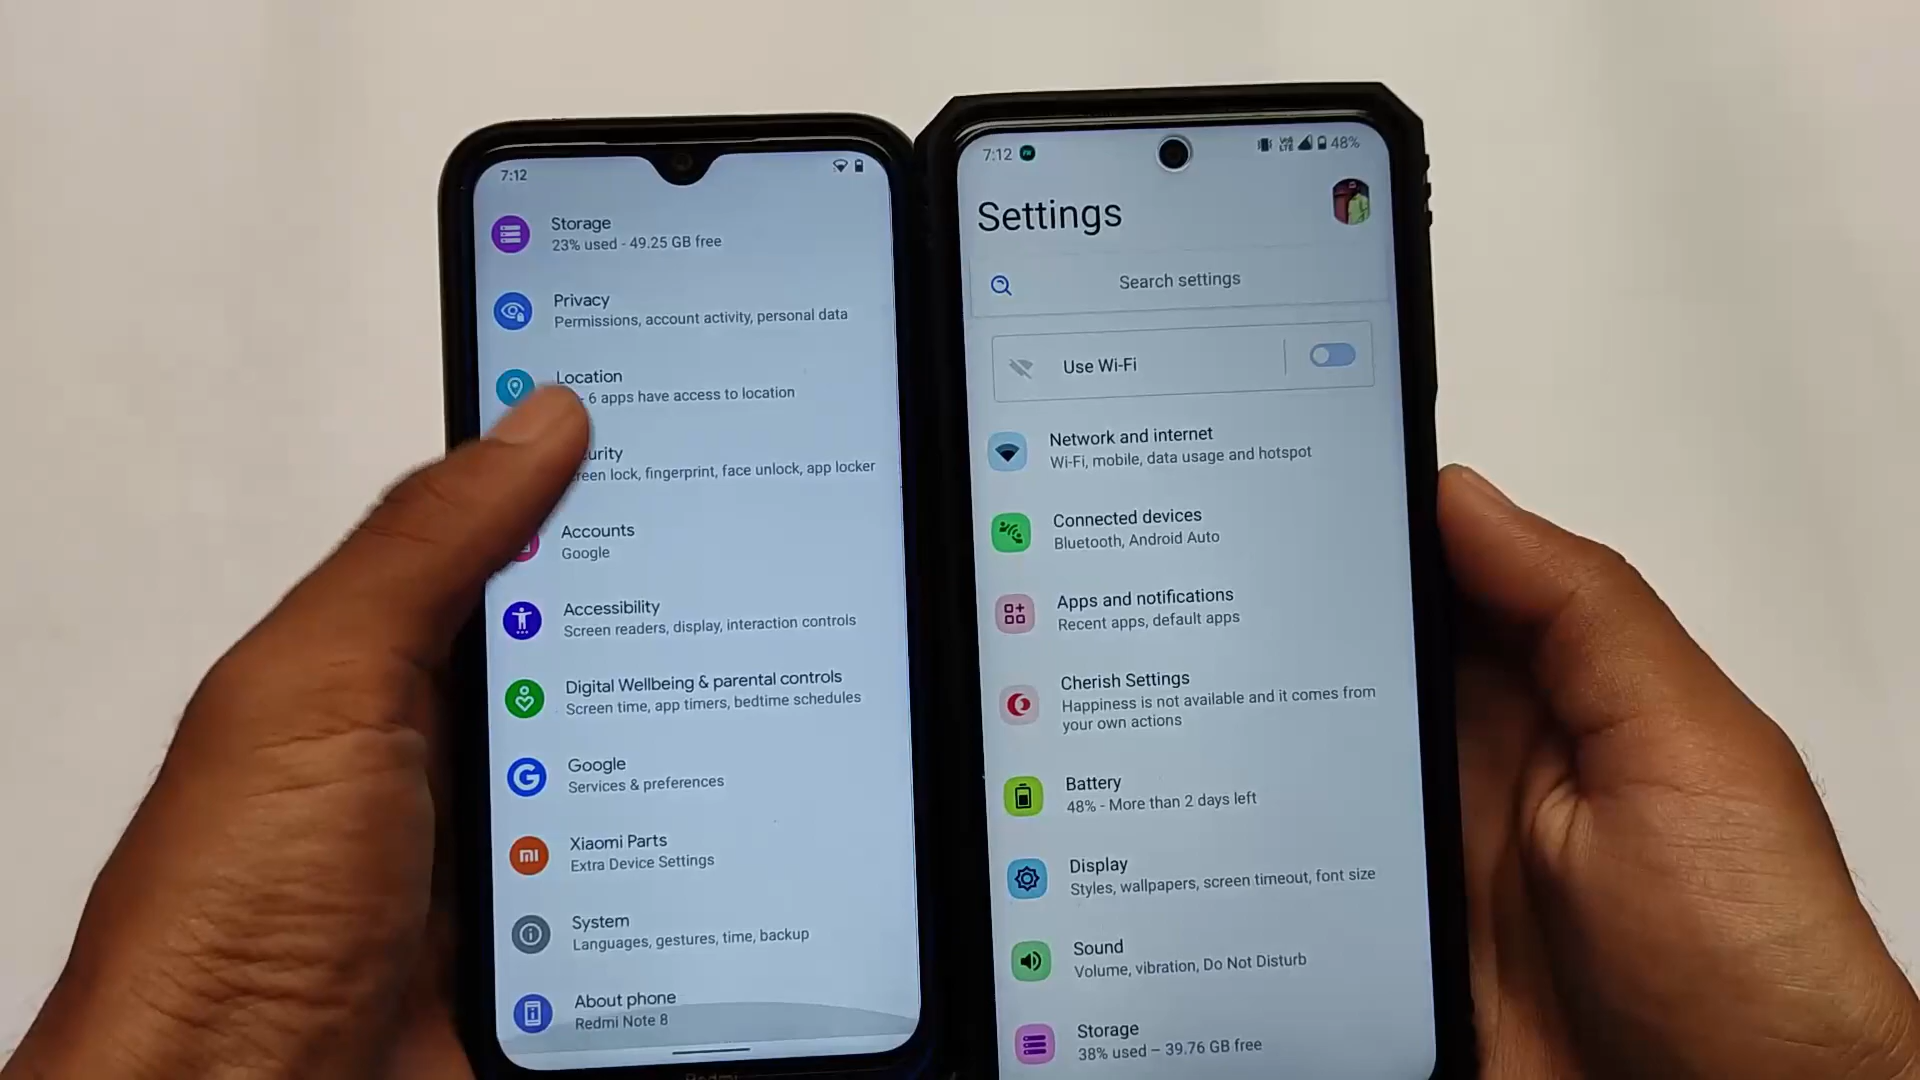 7:12
Storage
23% used - 49.25 GB free
Privacy
Permissions, account activity, personal data
Location
- 6 apps have access to location
urity
reen lock, fingerprint, face unlock, app locker
Accounts
Google
Accessibility
Screen readers, display, interaction controls
Digital Wellbeing & parental controls
Screen time, app timers, bedtime schedules
Google
Services & preferences
Xiaomi Parts
Extra Device Settings
System
Languages, gestures, time, backup
About phone
Redmi Note 8
Redmi
7:12
Vo LTE
48%
Settings
Search settings
Use Wi-Fi
Network and internet
Wi-Fi, mobile, data usage and hotspot
Connected devices
Bluetooth, Android Auto
Apps and notifications
Recent apps, default apps
Cherish Settings
Happiness is not available and it comes from
your own actions
Battery
48% - More than 2 days left
Display
Styles, wallpapers, screen timeout, font size
Sound
Volume, vibration, Do Not Disturb
Storage
38% used – 39.76 GB free